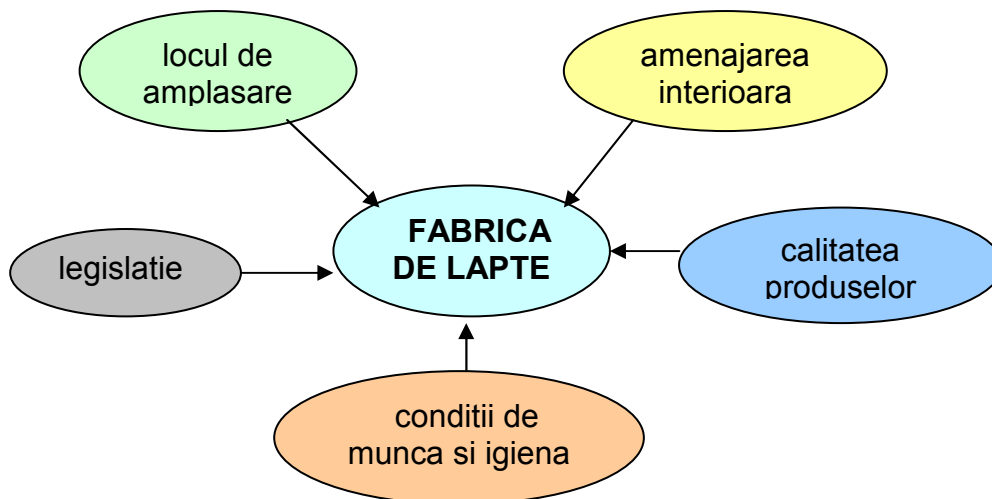 locul de
amplasare
amenajarea
interioara
FABRICA
DE LAPTE
legislatie
calitatea
produselor
conditii de
munca si igiena